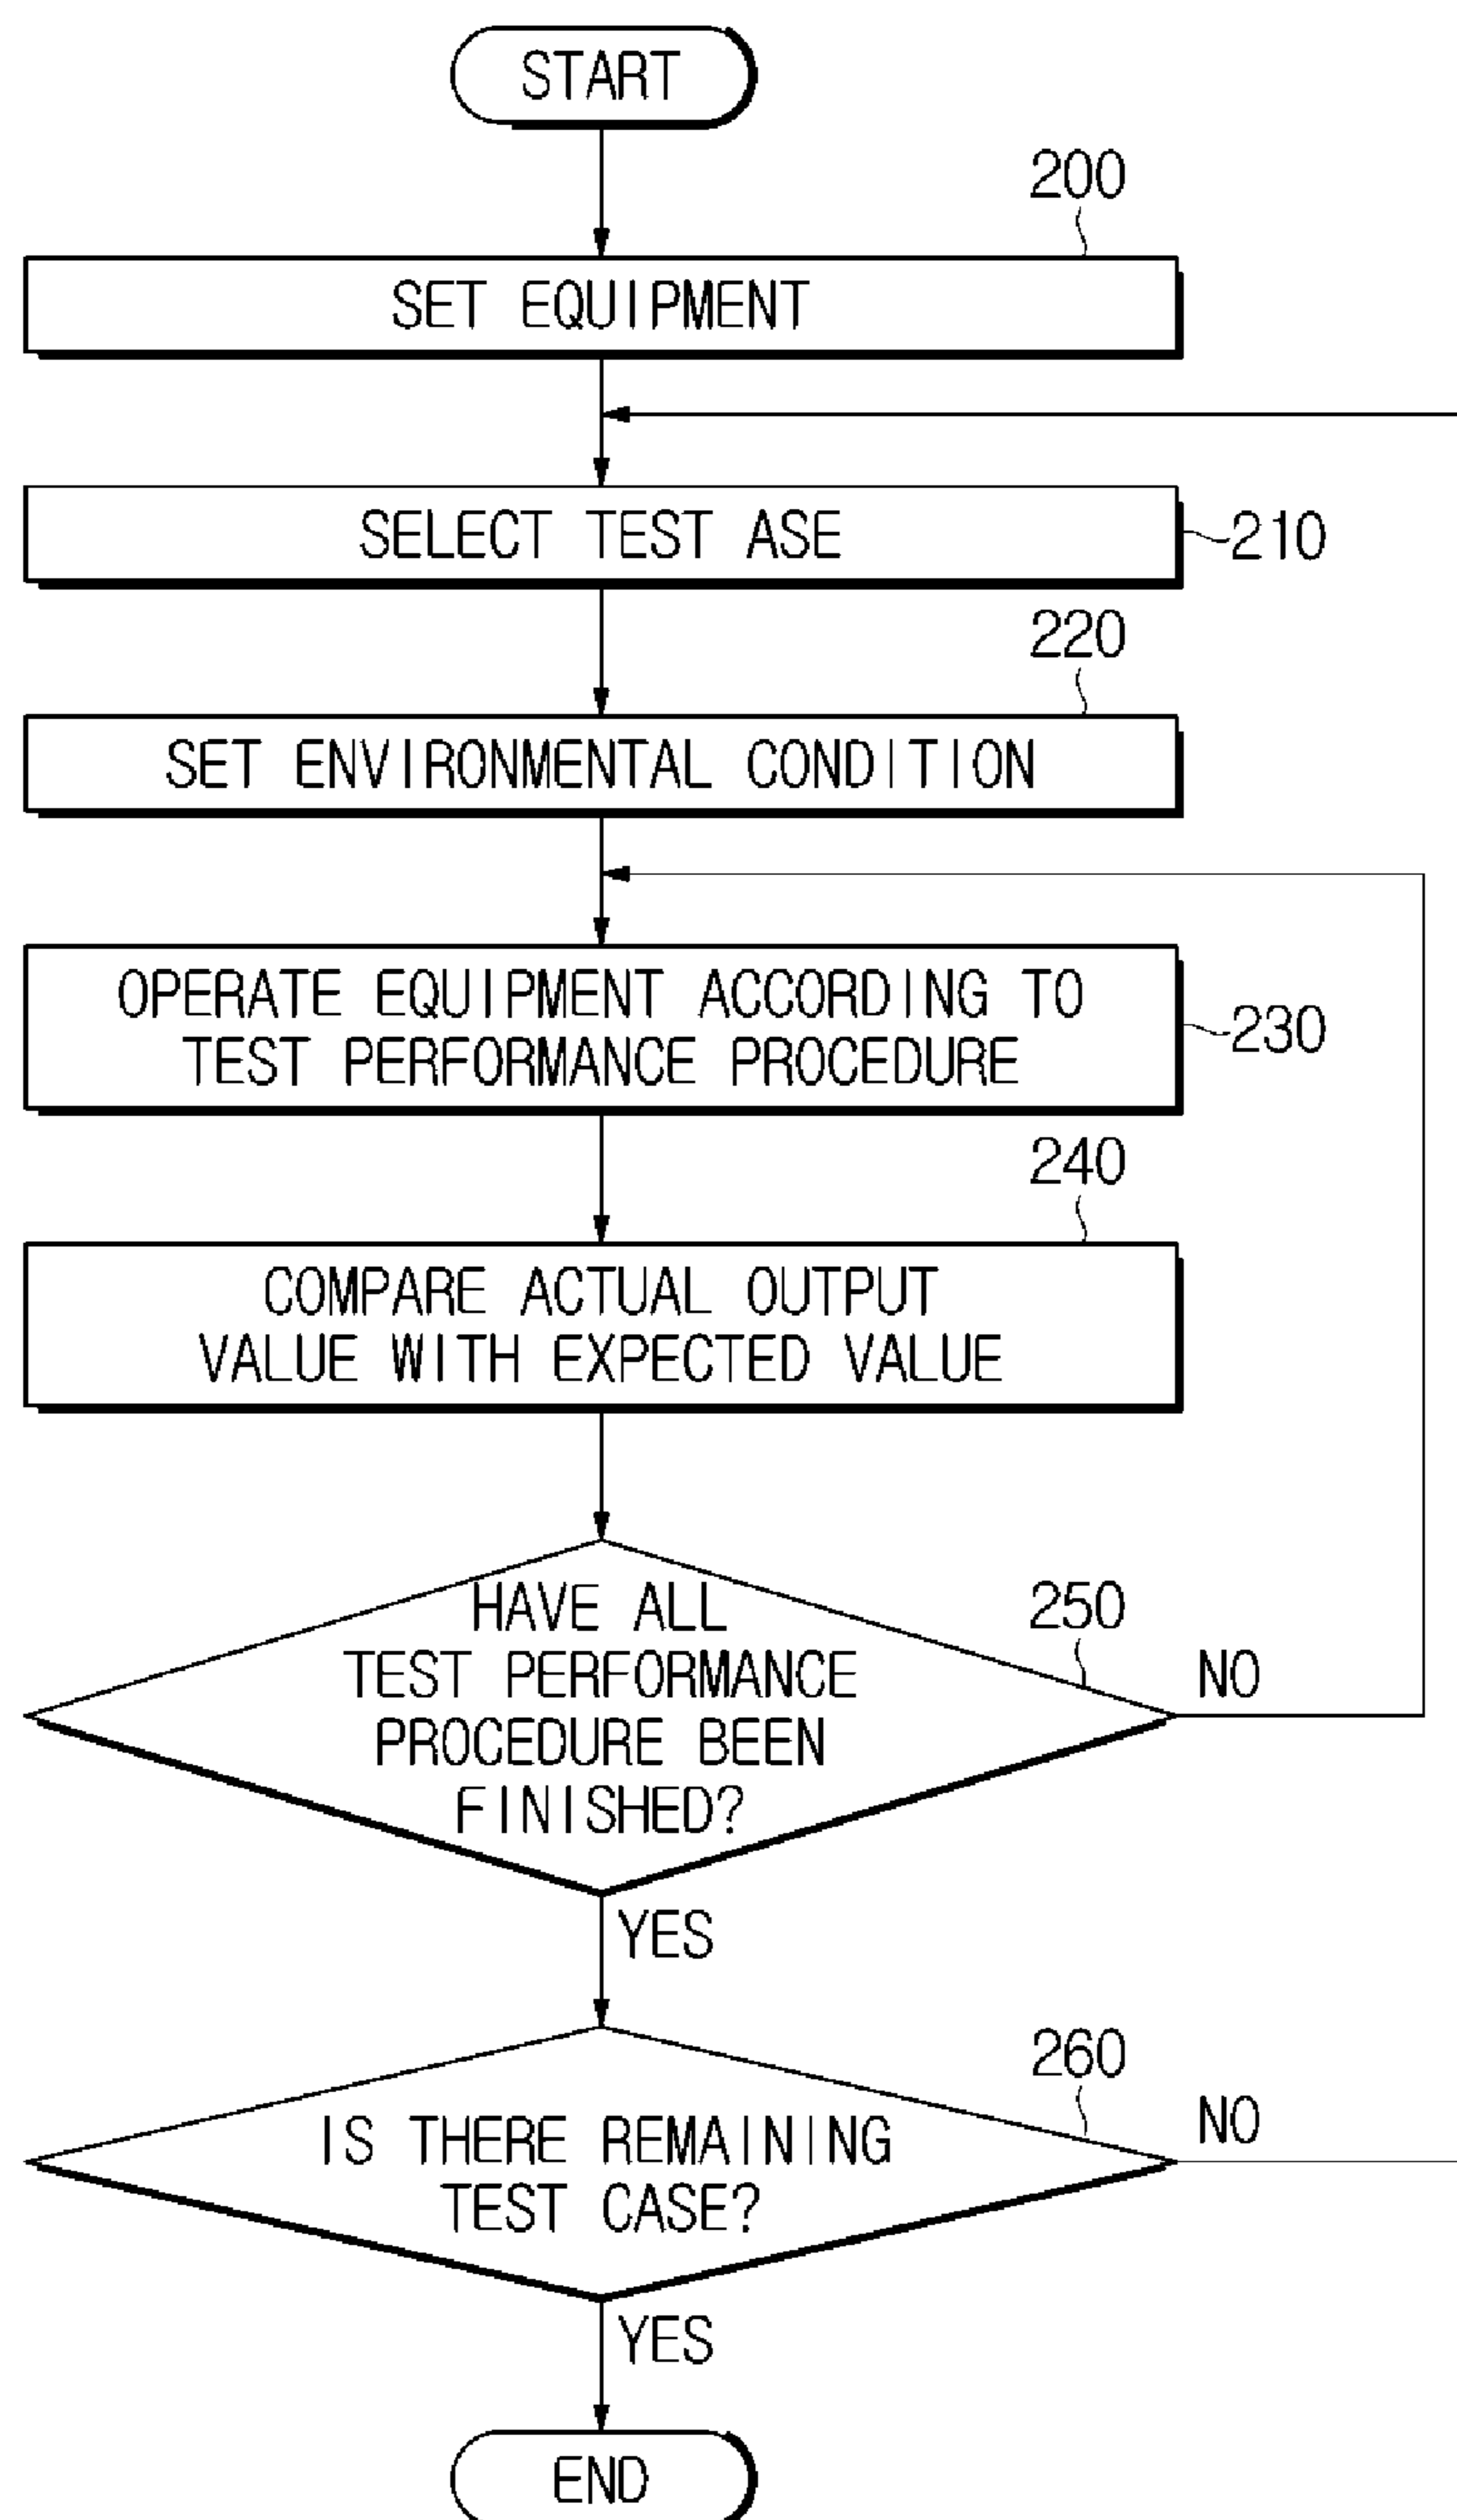 START
200
SET EQUIPMENT
SELECT TEST ASE
210
220
SET ENVIRONMENTAL CONDITION
OPERATE EQUIPMENT ACCORDING TO
TEST PERFORMANCE PROCEDURE
230
240
COMPARE ACTUAL OUTPUT
VALUE WITH EXPECTED VALUE
250
HAVE ALL
TEST PERFORMANCE
PROCEDURE BEEN
FINISHED?
NO
YES
260
IS THERE REMAINING
TEST CASE?
NO
YES
END